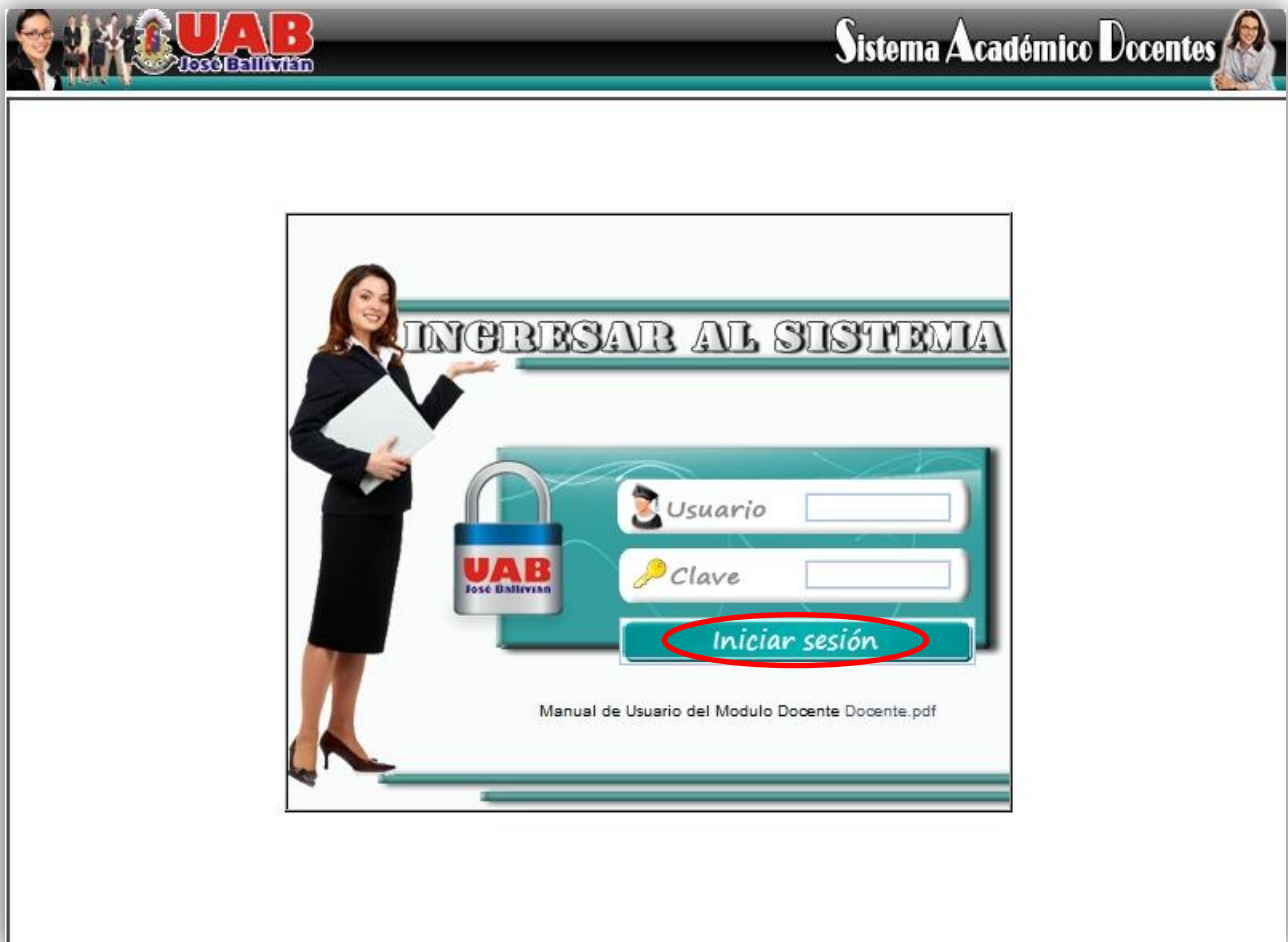 UAB
José Ballivián
Sistema Académico Docentes
INGRESAR AL SISTEMA
Usuario
UAB
José Ballivián
Clave
Iniciar sesión
Manual de Usuario del Modulo Docente Docente.pdf